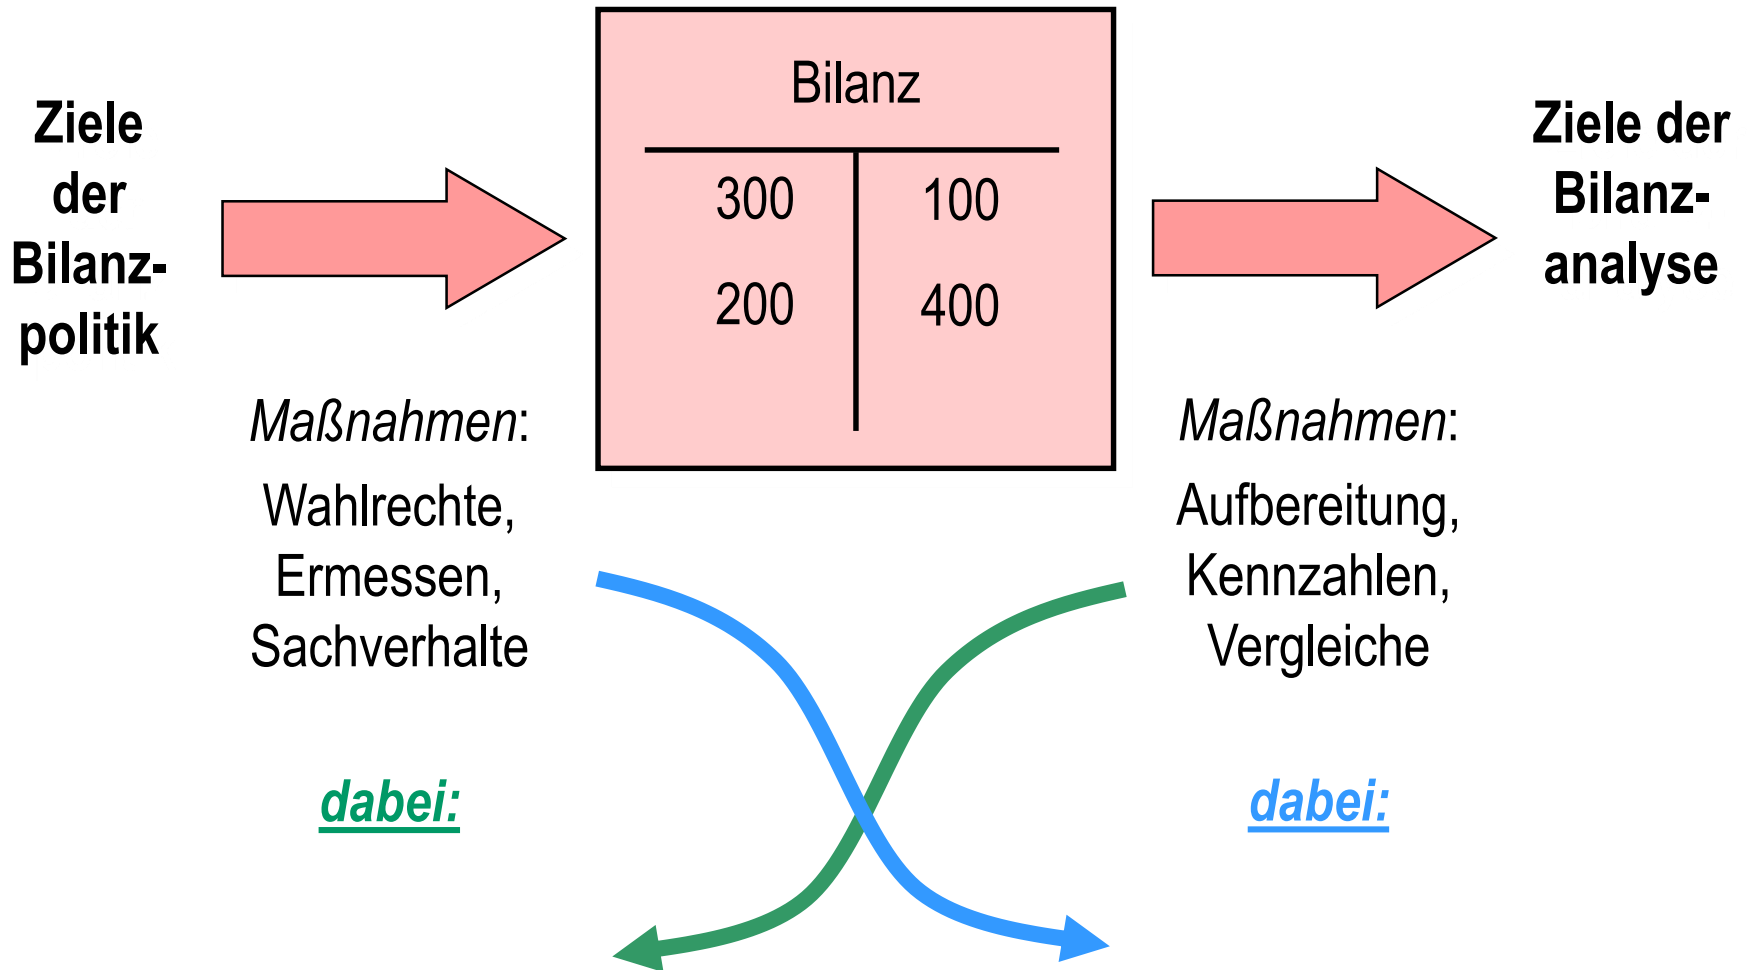 Ziele
der
Bilanz-
politik
Maßnahmen:
Wahlrechte,
Ermessen,
Sachverhalte
dabei:
Bilanz
300 100
200 400
Ziele der
Bilanz-
analyse
Maßnahmen:
Aufbereitung,
Kennzahlen,
Vergleiche
dabei: